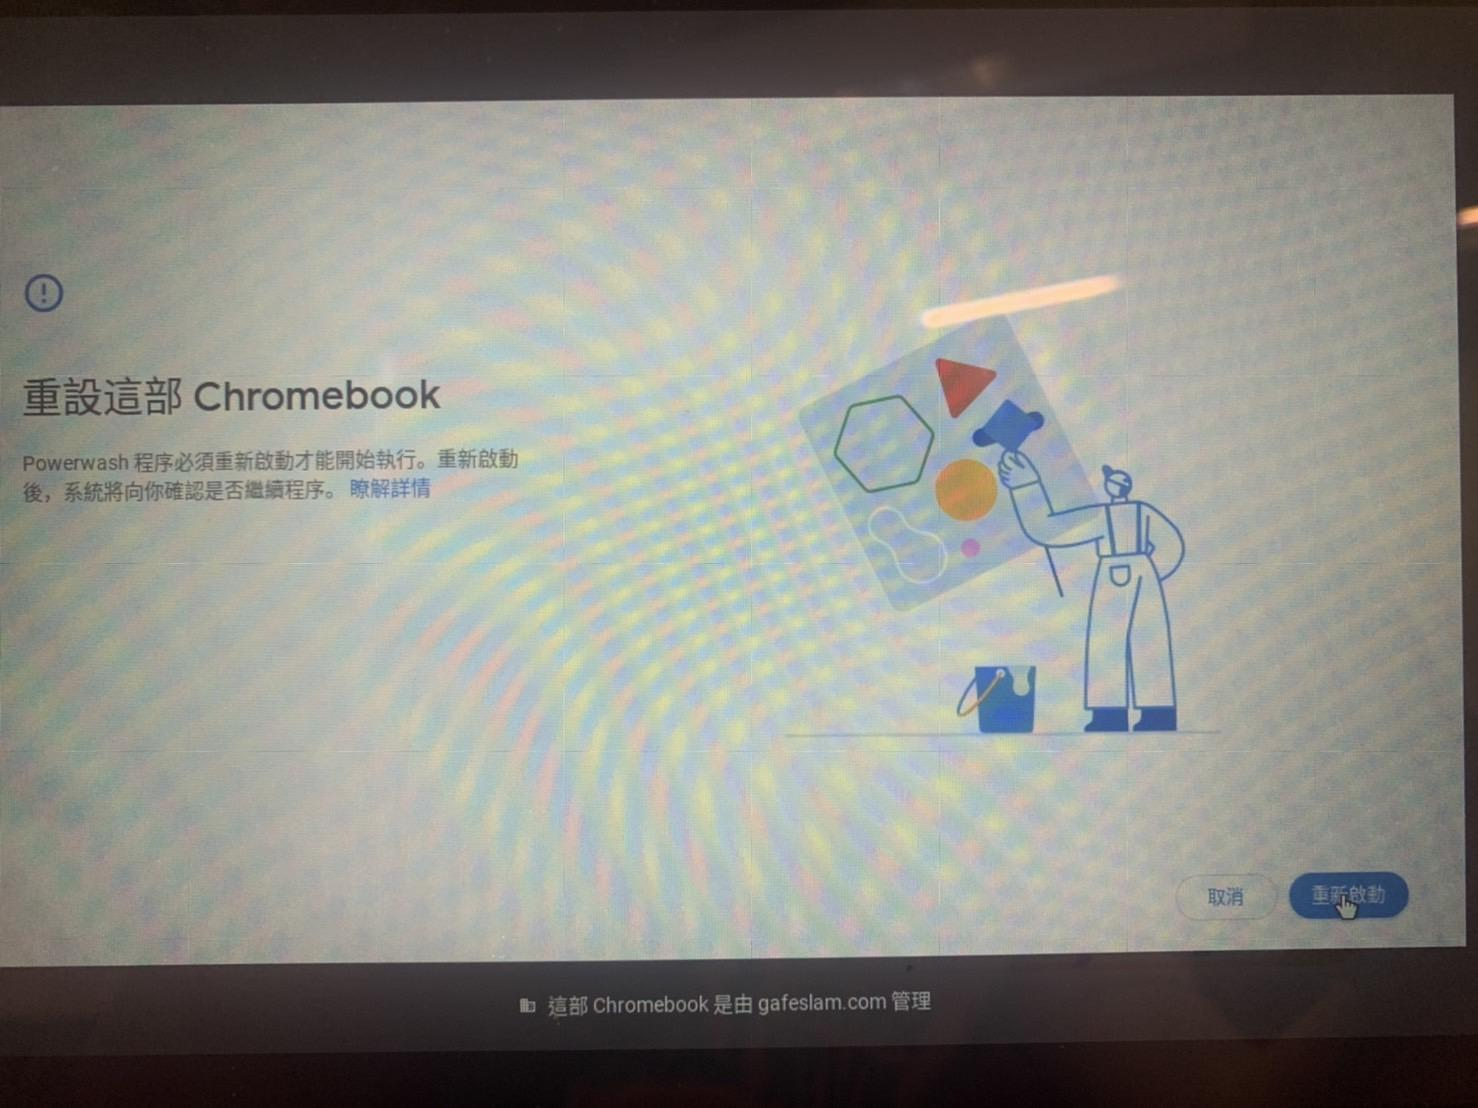 重設這部 Chromebook
Powerwash 程序必須重新啟動才能開始執行。重新啟動
後，系統將向你確認是否繼續程序。 瞭解詳情
取消
重新啟動
這部 Chromebook 是由 gafeslam.com 管理